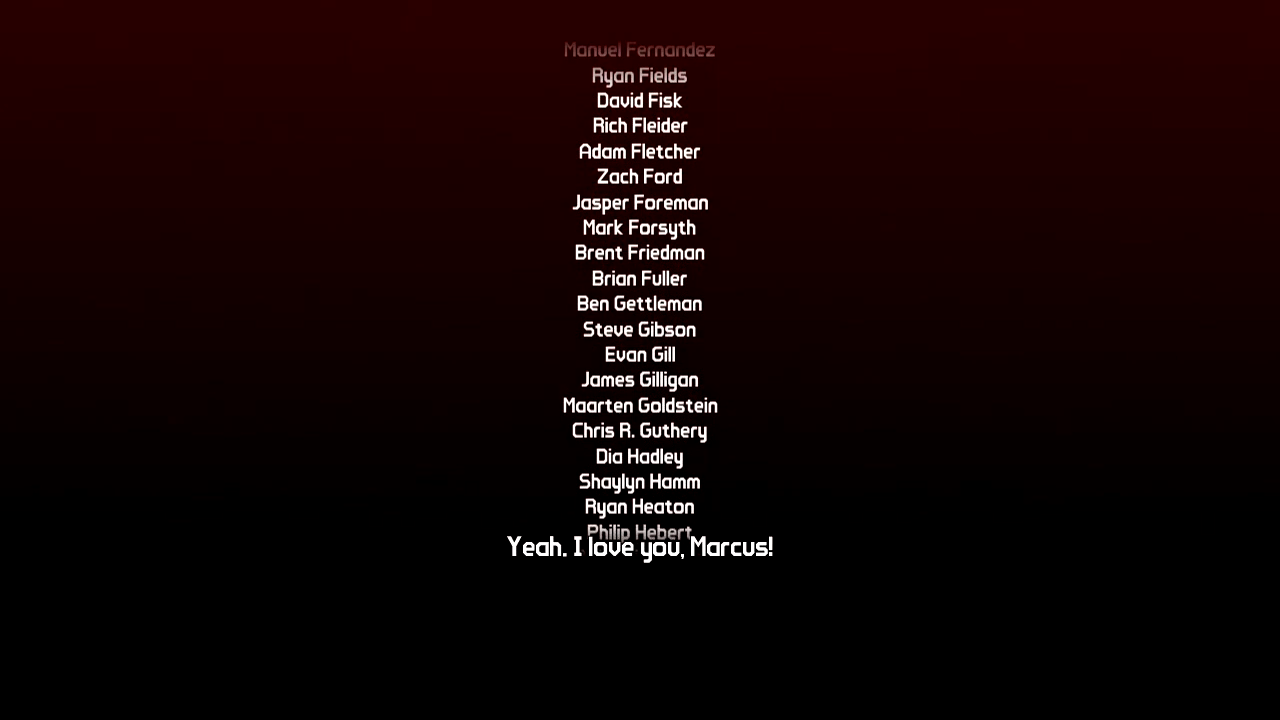 Manuel Fernandez
Ryan Fields
David Fisk
Rich Fleider
Adam Fletcher
Zach Ford
Jasper Foreman
Mark Forsyth
Brent Friedman
Brian Fuller
Ben Gettleman
Steve Gibson
Evan Gill
James Gilligan
Maarten Goldstein
Chris R. Guthery
Dia Hadley
Shaylyn Hamm
Ryan Heaton
Philip Hebert
Yeah. I love you, Marcus!